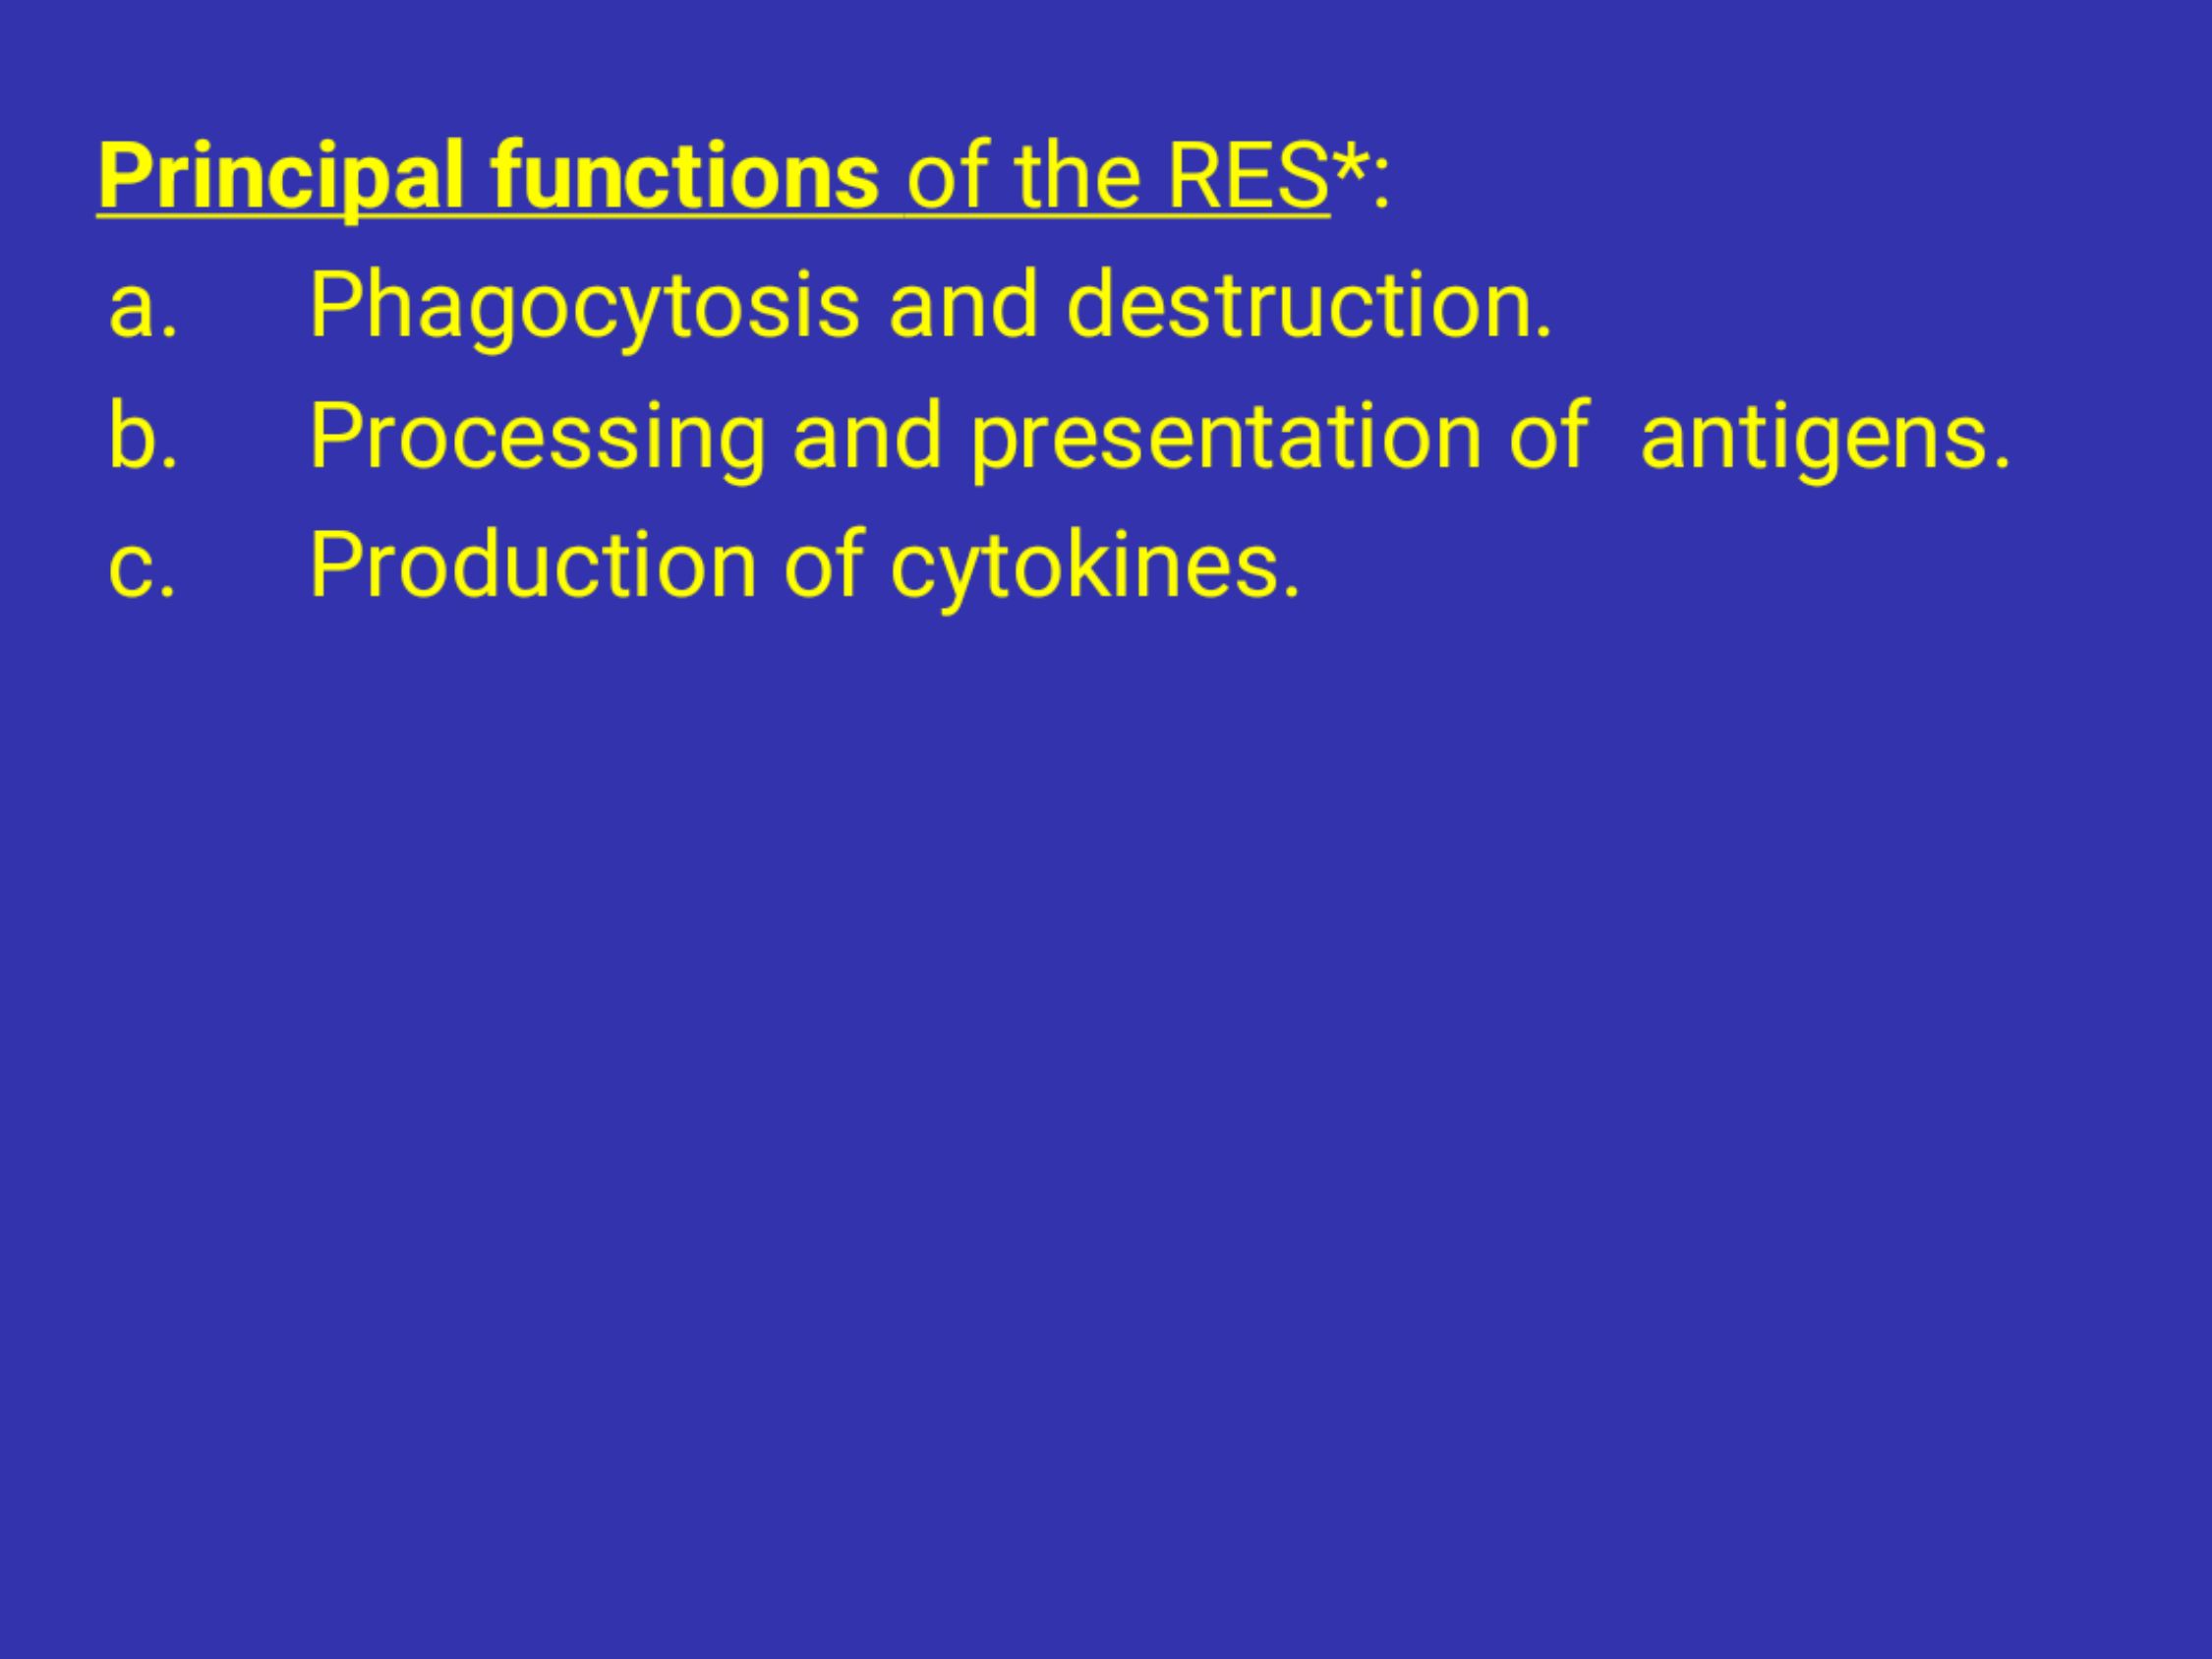 Principal functions of the RES*:
a. Phagocytosis and destruction.
b. Processing and presentation of antigens.
c. Production of cytokines.